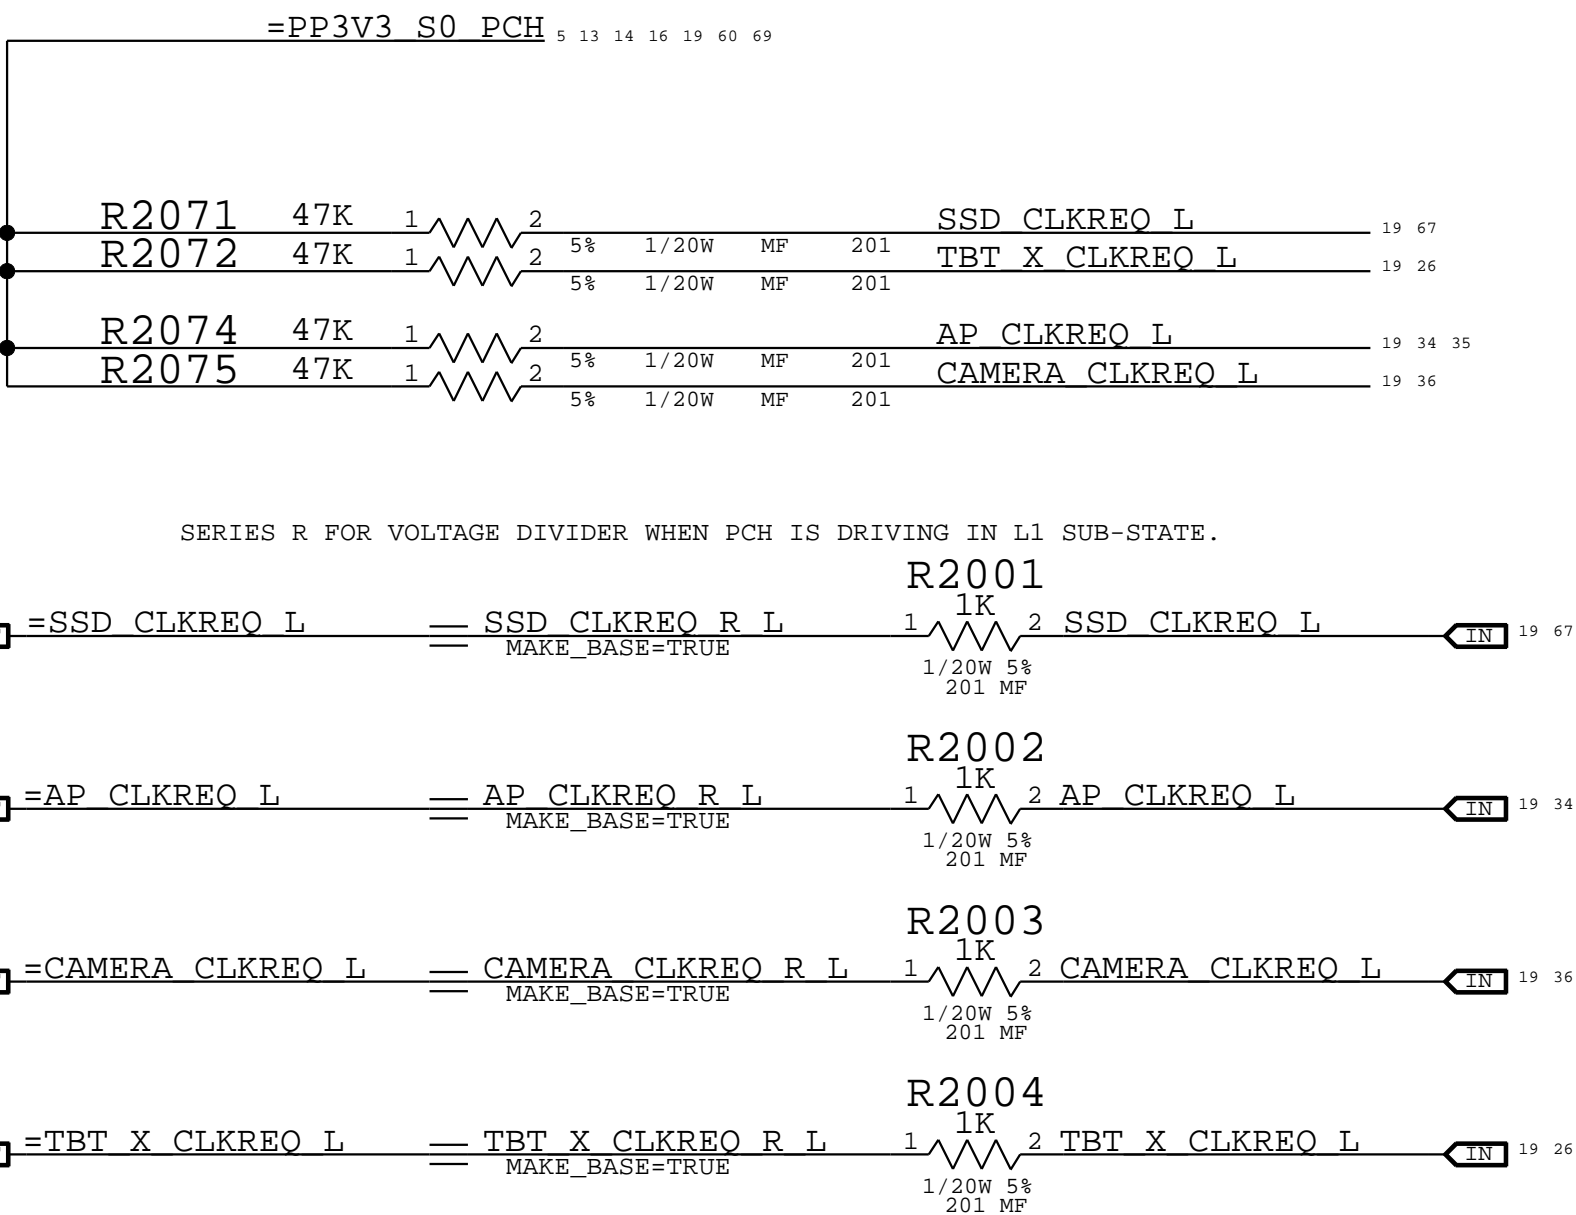 =PP3V3_S0_PCH 5 13 14 16 19 60 69
R2071 47K 1 2 SSD_CLKREQ_L 19 67
5% 1/20W MF 201
R2072 47K 1 2 TBT_X_CLKREQ_L 19 26
5% 1/20W MF 201
R2074 47K 1 2 AP_CLKREQ_L 19 34 35
5% 1/20W MF 201
R2075 47K 1 2 CAMERA_CLKREQ_L 19 36
5% 1/20W MF 201
SERIES R FOR VOLTAGE DIVIDER WHEN PCH IS DRIVING IN L1 SUB-STATE.
R2001
1K
=SSD_CLKREQ_L SSD_CLKREQ_R_L 1 2 SSD_CLKREQ_L IN 19 67
MAKE_BASE=TRUE
1/20W 5%
201 MF
R2002
1K
=AP_CLKREQ_L AP_CLKREQ_R_L 1 2 AP_CLKREQ_L IN 19 34
MAKE_BASE=TRUE
1/20W 5%
201 MF
R2003
1K
=CAMERA_CLKREQ_L CAMERA_CLKREQ_R_L 1 2 CAMERA_CLKREQ_L IN 19 36
MAKE_BASE=TRUE
1/20W 5%
201 MF
R2004
1K
=TBT_X_CLKREQ_L TBT_X_CLKREQ_R_L 1 2 TBT_X_CLKREQ_L IN 19 26
MAKE_BASE=TRUE
1/20W 5%
201 MF